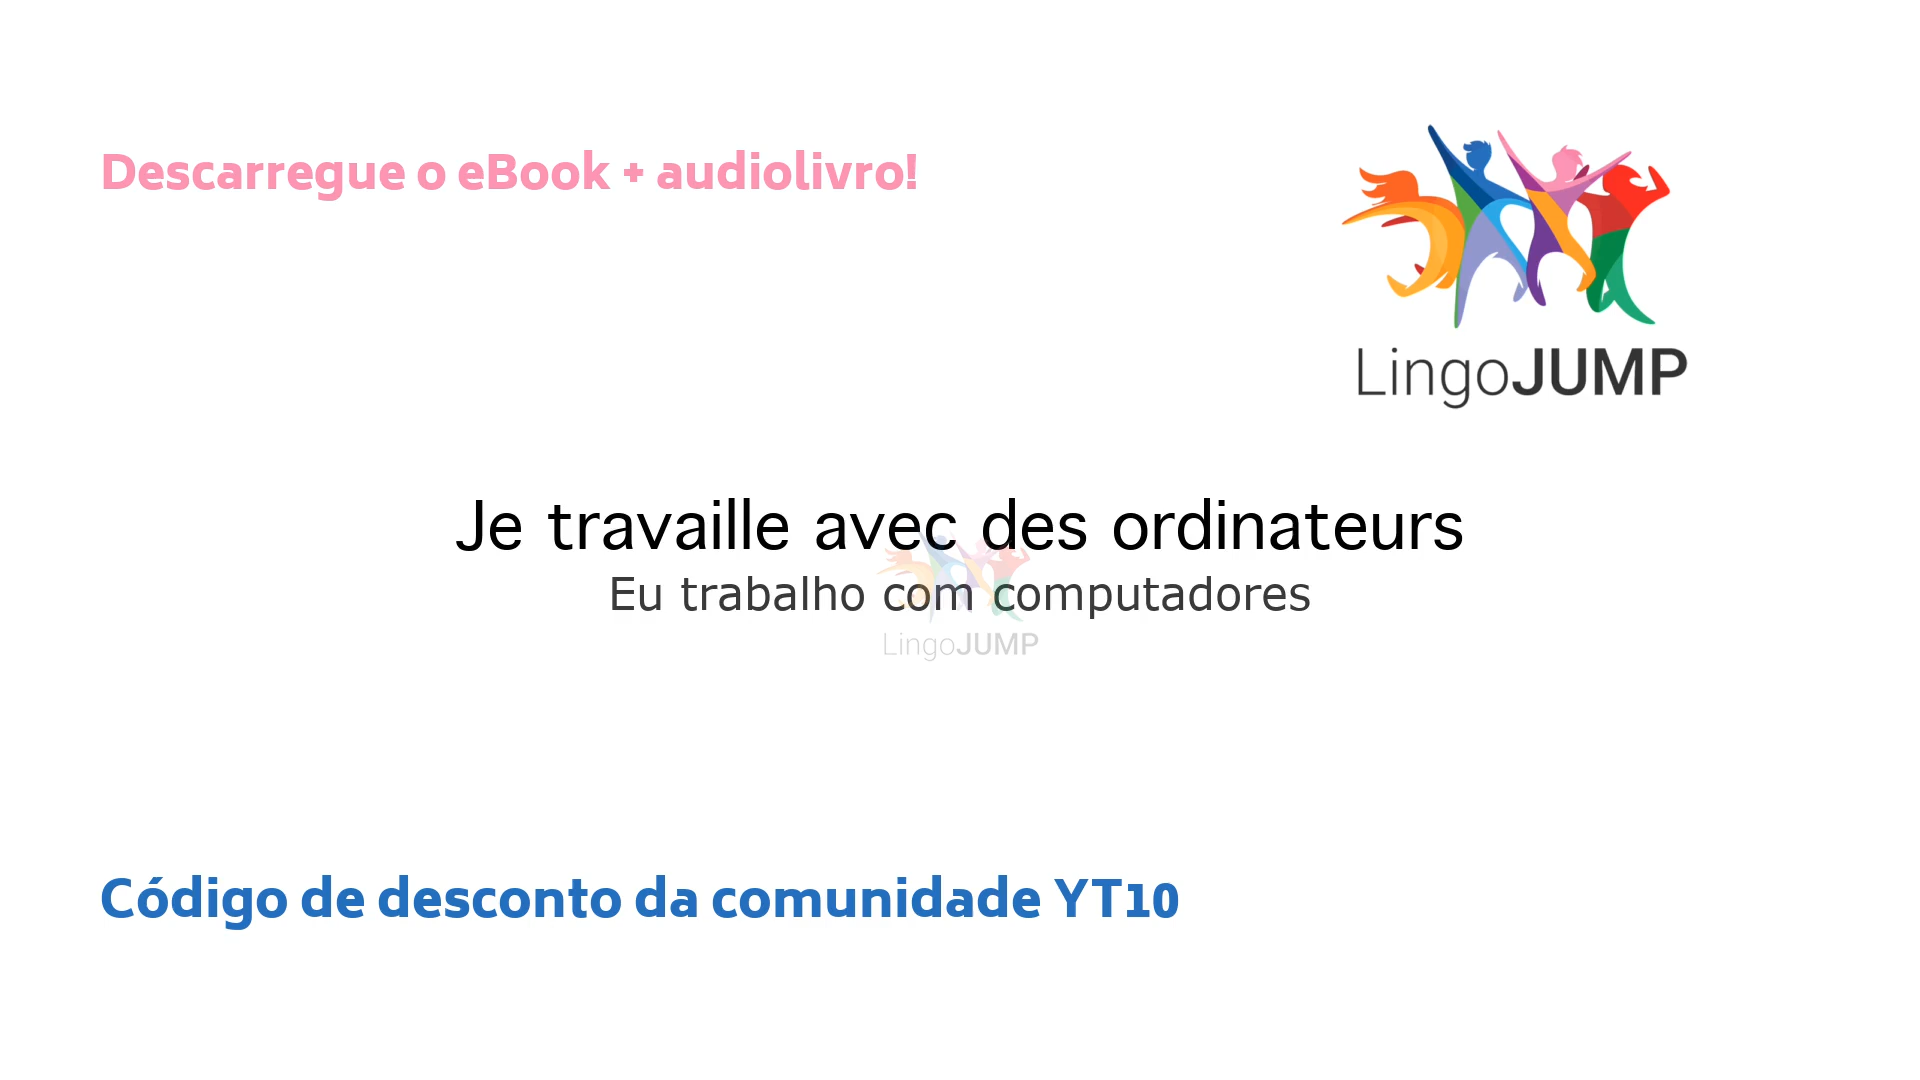 Descarregue o eBook + audiolivro!
LingoJUMP
Je travaille avec des ordinateurs
Eu trabalho com computadores
LingoJUMP
Código de desconto da comunidade YT10